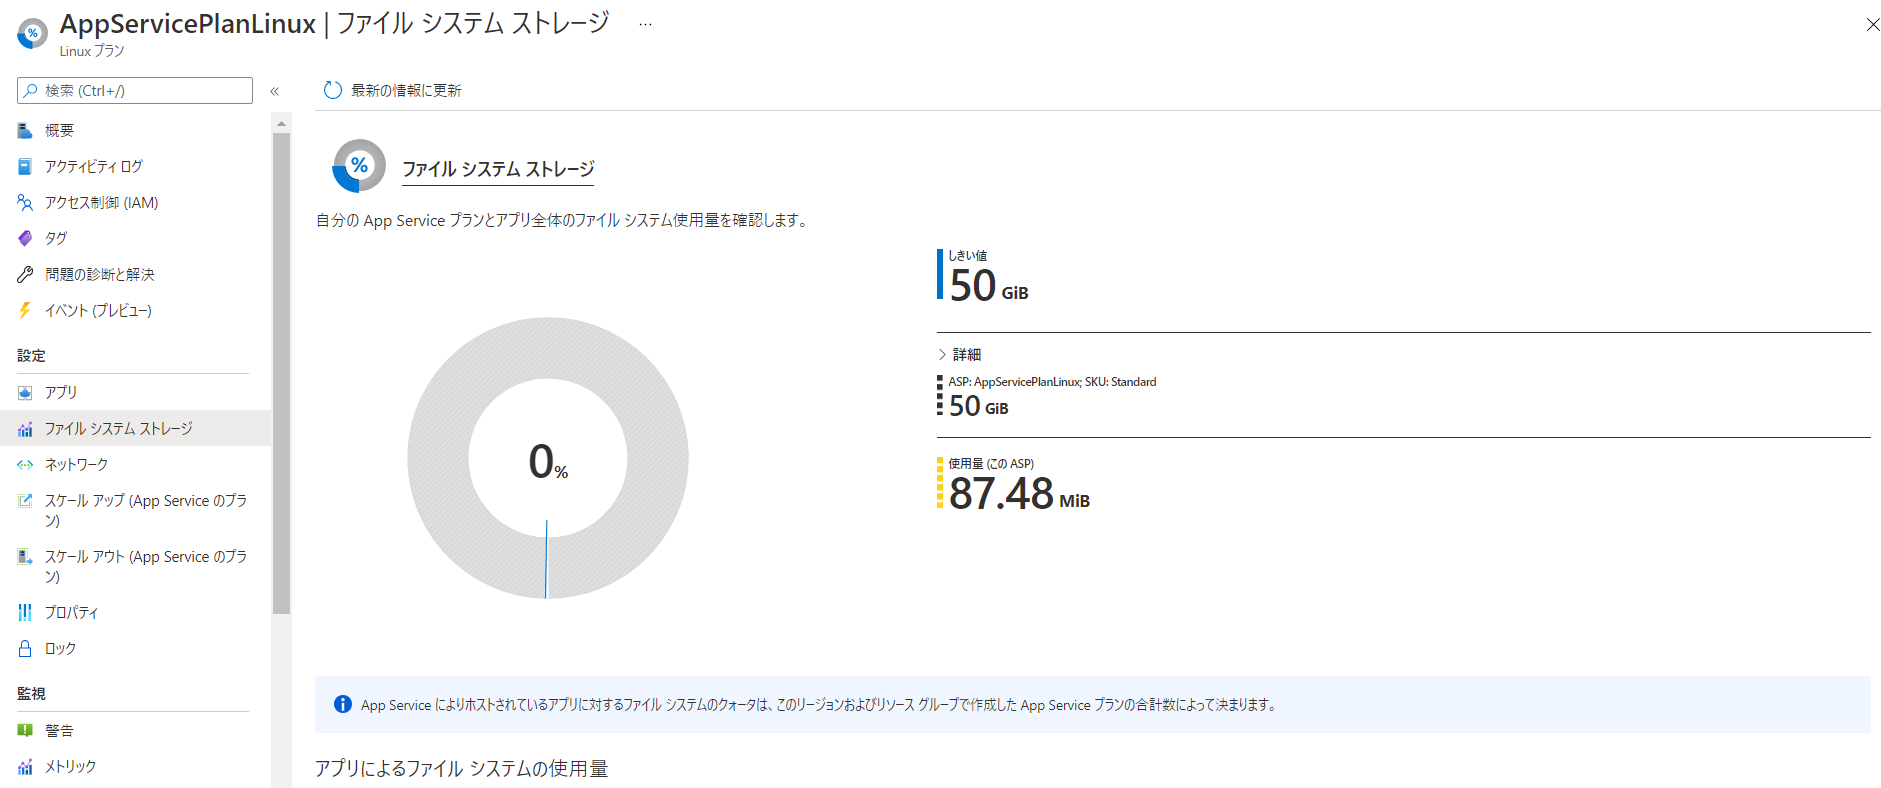 AppServicePlanLinux | ファイル システム ストレージ ...
Linux プラン
検索 (Ctrl+/)
«
最新の情報に更新
概要
アクティビティ ログ
アクセス制御 (IAM)
タグ
問題の診断と解決
イベント (プレビュー)
設定
アプリ
ファイル システム ストレージ
ネットワーク
スケール アップ (App Service のプラ
ン)
スケール アウト (App Service のプラ
ン)
プロパティ
ロック
監視
警告
メトリック
%
ファイル システム ストレージ
自分の App Service プランとアプリ全体のファイル システム使用量を確認します。
0%
しきい値
50 GiB
詳細
ASP: AppServicePlanLinux; SKU: Standard
50 GiB
使用量 (この ASP)
87.48 MiB
App Service によりホストされているアプリに対するファイル システムのクォータは、このリージョンおよびリソース グループで作成した App Service プランの合計数によって決まります。
アプリによるファイル システムの使用量